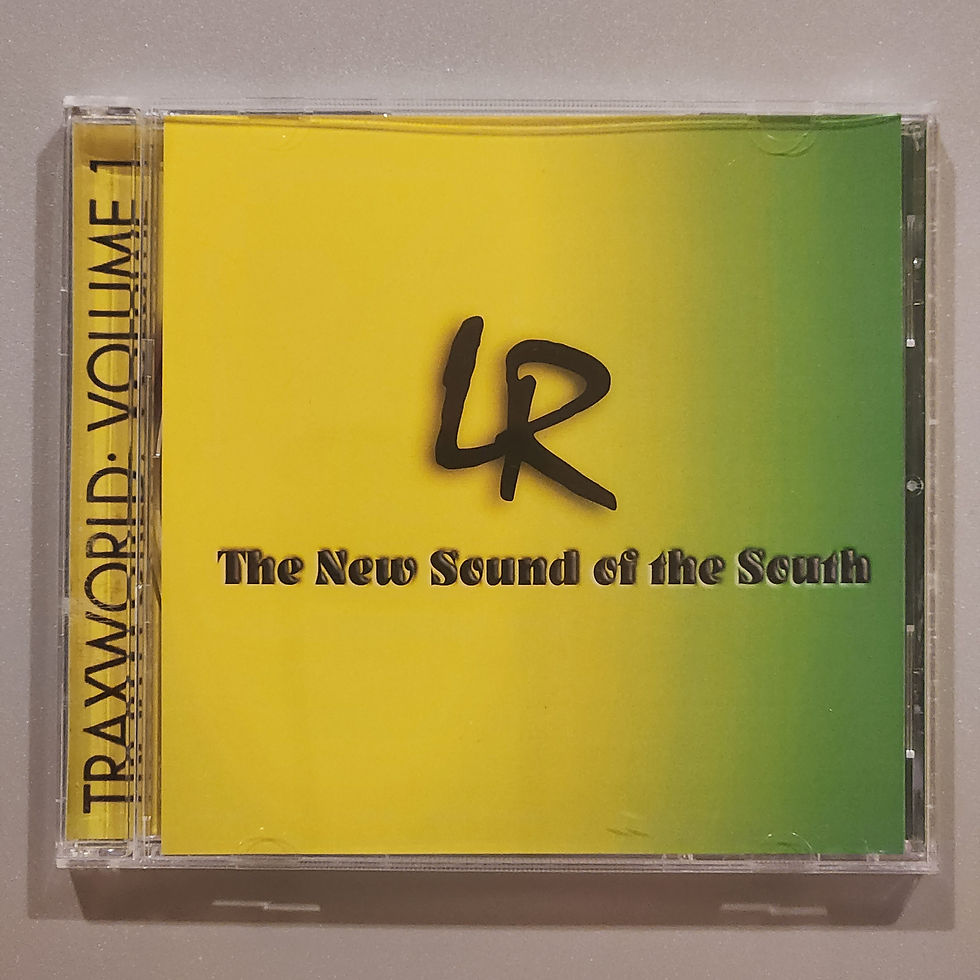 TRAXWORLD: VOLUME 1
LR
The New Sound of the South